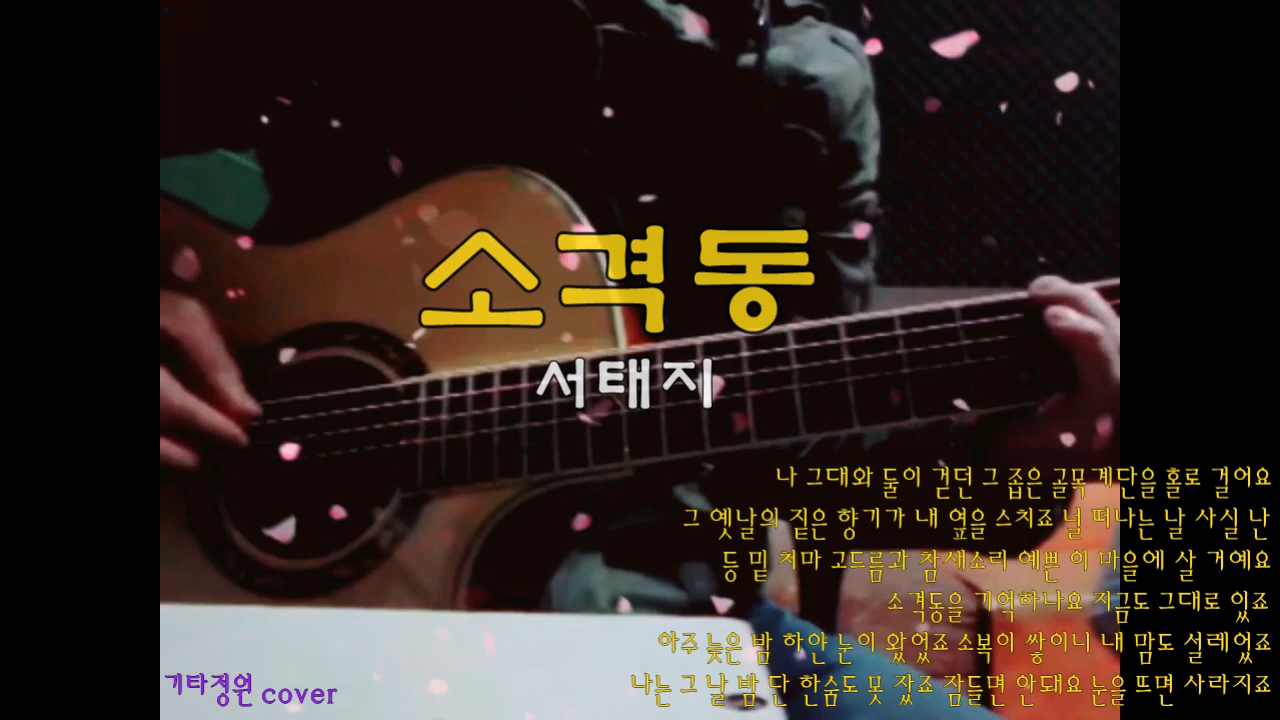 소격동
서태지
나 그대와 둘이 걷던 그 좁은 골목계단을 홀로 걸어요
그 옛날의 짙은 향기가 내 옆을 스치죠 널 떠나는 날 사실 난
등 밑 처마 고드름과 참새소리 예쁜 이 마을에 살 거예요
소격동을 기억하나요 지금도 그대로 있죠
아주 늦은 밤 하얀 눈이 왔었죠 소복이 쌓이니 내 맘도 설레었죠
나는 그 날 밤 단 한숨도 못 잤죠 잠들면 안돼요 눈을 뜨면 사라지죠
기타정원 cover